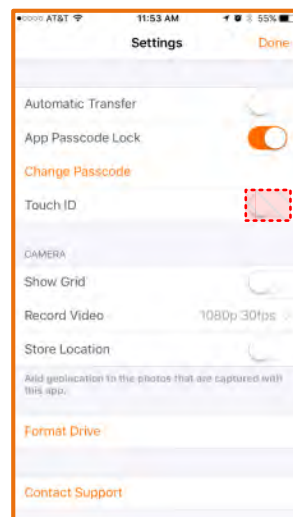 AT&T 11:53 AM 55%
Settings Done
Automatic Transfer
App Passcode Lock
Change Passcode
Touch ID
CAMERA
Show Grid
Record Video 1080p 30fps
Store Location
Add geolocation to the photos that are captured with
this app.
Format Drive
Contact Support